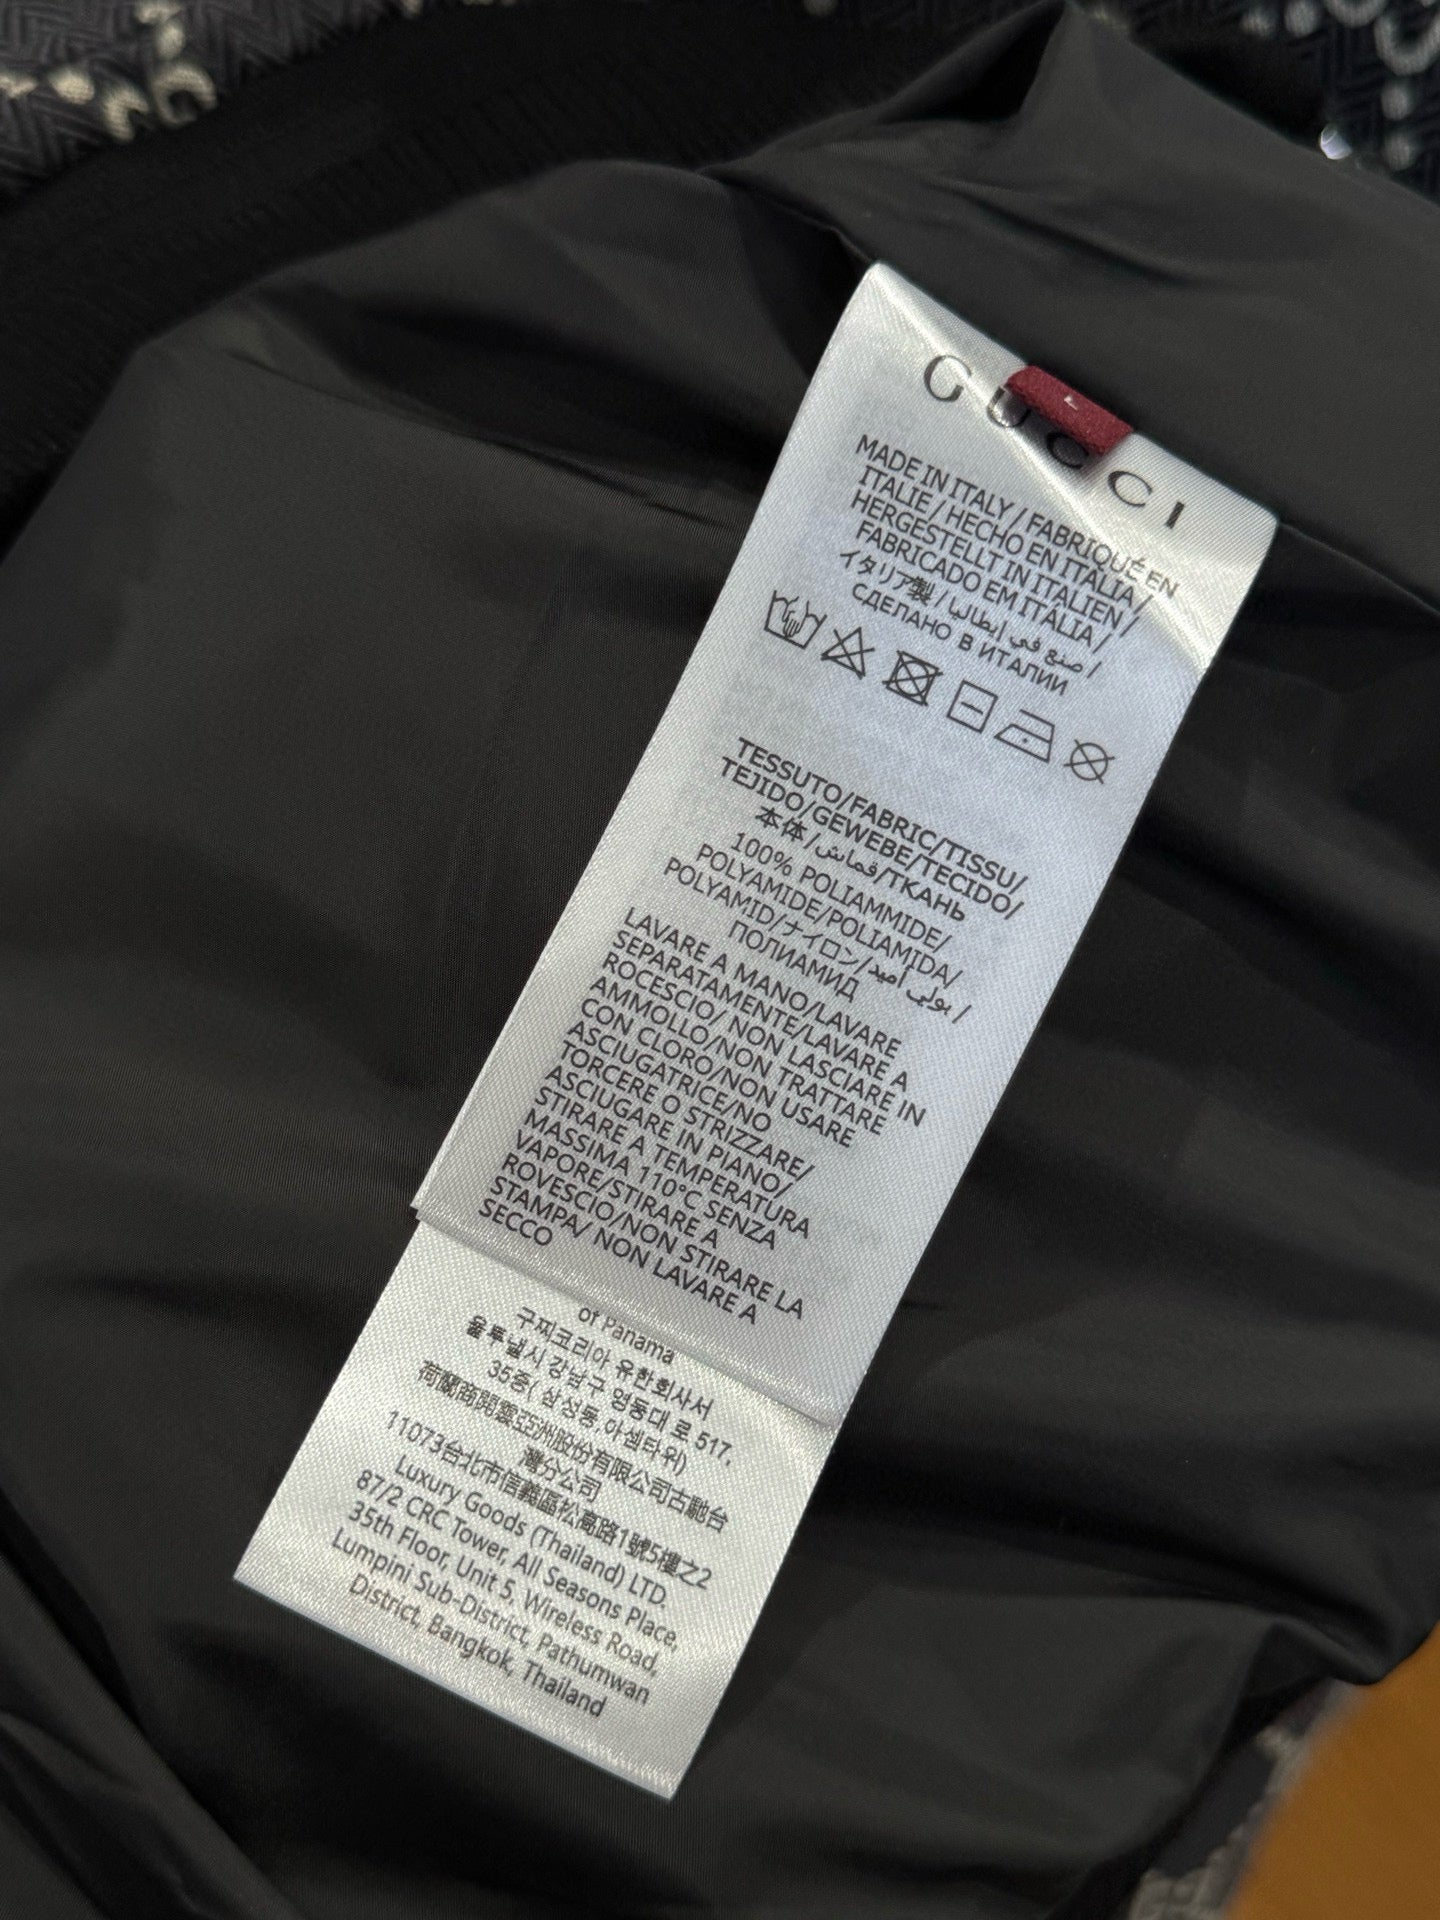 GUCCI
L
MADE IN ITALY / FABRIQUÉ EN
ITALIE / HECHO EN ITALIA /
HERGESTELLT IN ITALIEN /
FABRICADO EM ITÁLIA /
イタリア製 / صنع في إيطاليا /
СДЕЛАНО В ИТАЛИИ
TESSUTO/FABRIC/TISSU/
TEJIDO/GEWEBE/TECIDO/
本体/قماش/ТКАНЬ
100% POLIAMMIDE/
POLYAMIDE/POLIAMIDA/
POLYAMID/ナイロン/بولي أميد /
ПОЛИАМИД
LAVARE A MANO/LAVARE
SEPARATAMENTE/LAVARE A
ROCESCIO/ NON LASCIARE IN
AMMOLLO/NON TRATTARE
CON CLORO/NON USARE
ASCIUGATRICE/NO
TORCERE O STRIZZARE/
ASCIUGARE IN PIANO/
STIRARE A TEMPERATURA
MASSIMA 110°C SENZA
VAPORE/STIRARE A
ROVESCIO/NON STIRARE LA
STAMPA/ NON LAVARE A
SECCO
of Panama
구찌코리아 유한회사서
울투낼시 강남구 영동대 로 517,
35중( 삼성동,아셈타워)
荷蘭商開雲亞洲股份有限公司古馳台
灣分公司
11073台北市信義區松高路1號5樓之2
Luxury Goods (Thailand) LTD.
87/2 CRC Tower, All Seasons Place,
35th Floor, Unit 5, Wireless Road,
Lumpini Sub-District, Pathumwan
District, Bangkok, Thailand